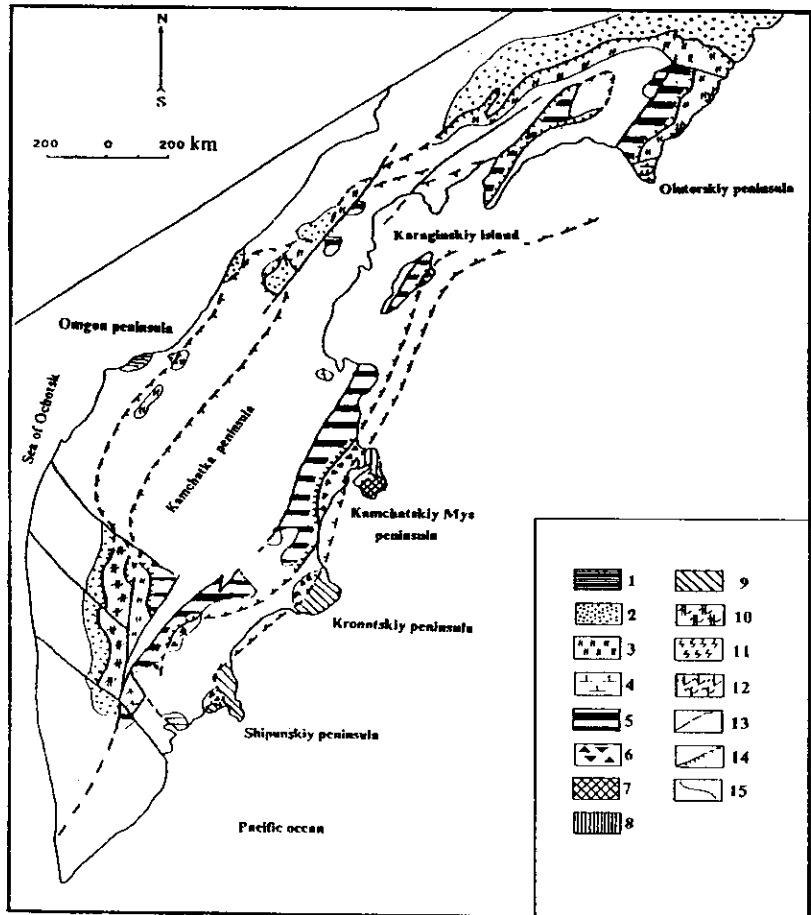 N
S
200 0 200 km
Olutorskiy peninsula
Karaginskiy Island
Omgon peninsula
Sea of Ochorsk
Kamchatka peninsula
Kamchatskiy Mys
peninsula
Kronotskiy peninsula
Shipunskiy peninsula
Pacific ocean
1
2
3
4
5
6
7
8
9
10
11
12
13
14
15